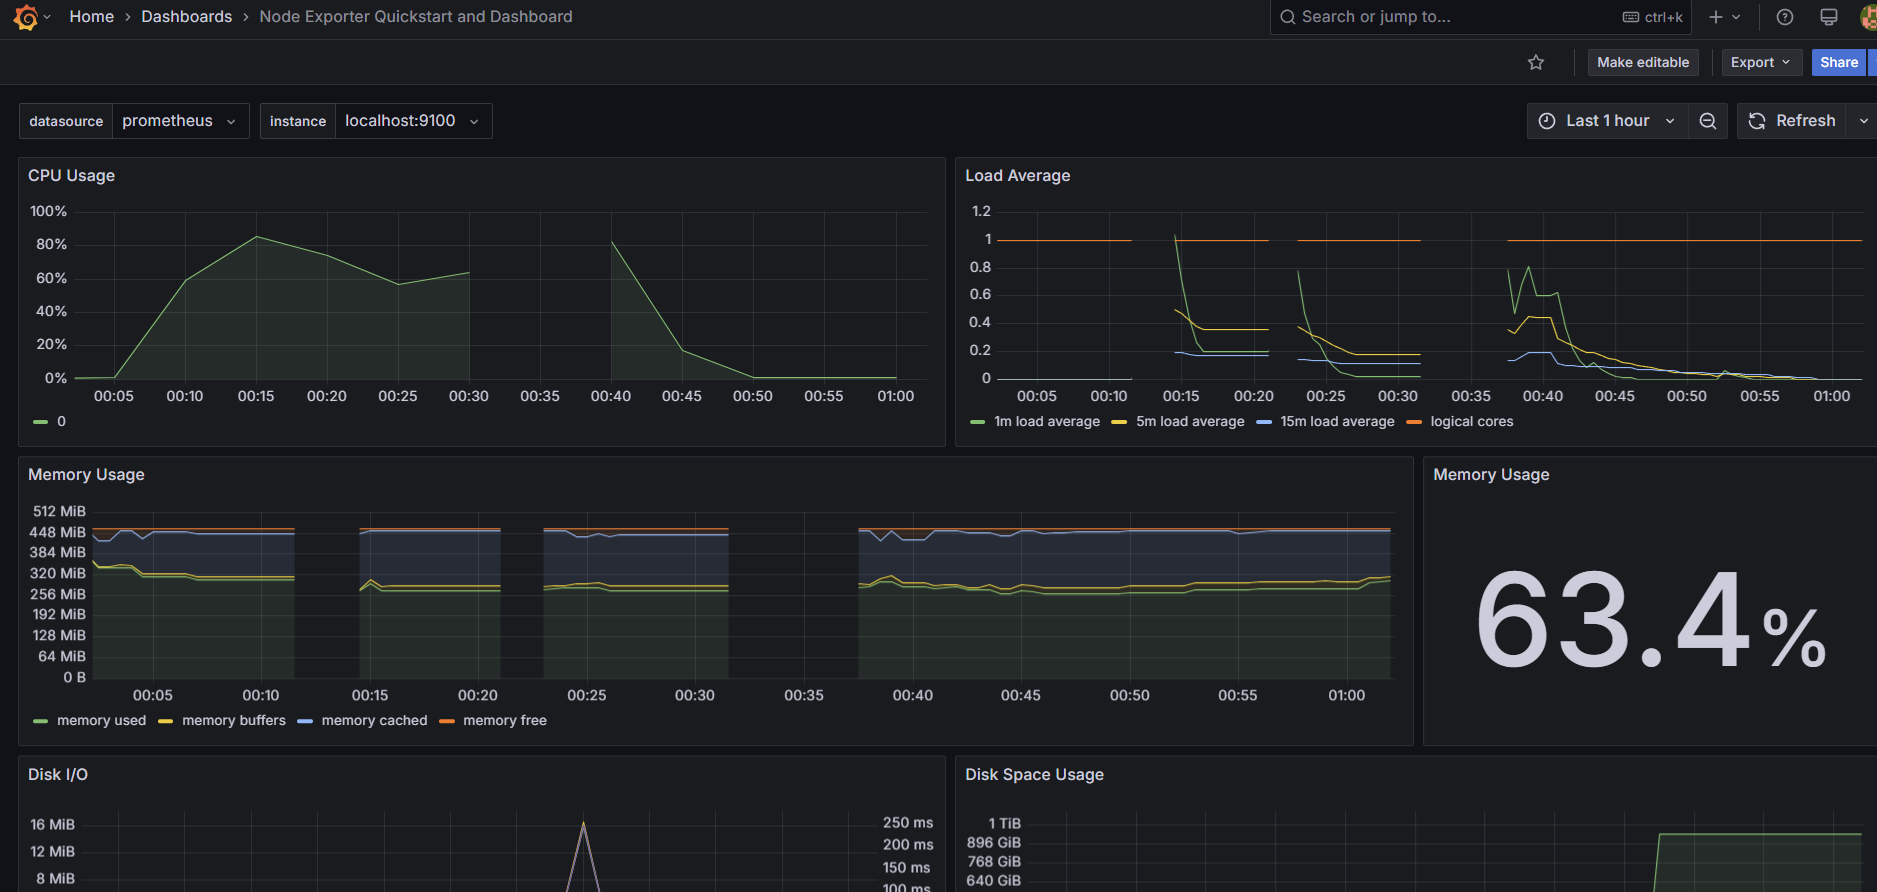 Home › Dashboards › Node Exporter Quickstart and Dashboard
Search or jump to...
ctrl+k
Make editable
Export
Share
datasource prometheus
instance localhost:9100
Last 1 hour
Refresh
CPU Usage
100%
80%
60%
40%
20%
0%
00:05 00:10 00:15 00:20 00:25 00:30 00:35 00:40 00:45 00:50 00:55 01:00
0
Load Average
1.2
1
0.8
0.6
0.4
0.2
0
00:05 00:10 00:15 00:20 00:25 00:30 00:35 00:40 00:45 00:50 00:55 01:00
1m load average 5m load average 15m load average logical cores
Memory Usage
512 MiB
448 MiB
384 MiB
320 MiB
256 MiB
192 MiB
128 MiB
64 MiB
0 B
00:05 00:10 00:15 00:20 00:25 00:30 00:35 00:40 00:45 00:50 00:55 01:00
memory used memory buffers memory cached memory free
Memory Usage
63.4%
Disk I/O
16 MiB
12 MiB
8 MiB
250 ms
200 ms
150 ms
100 ms
Disk Space Usage
1 TiB
896 GiB
768 GiB
640 GiB